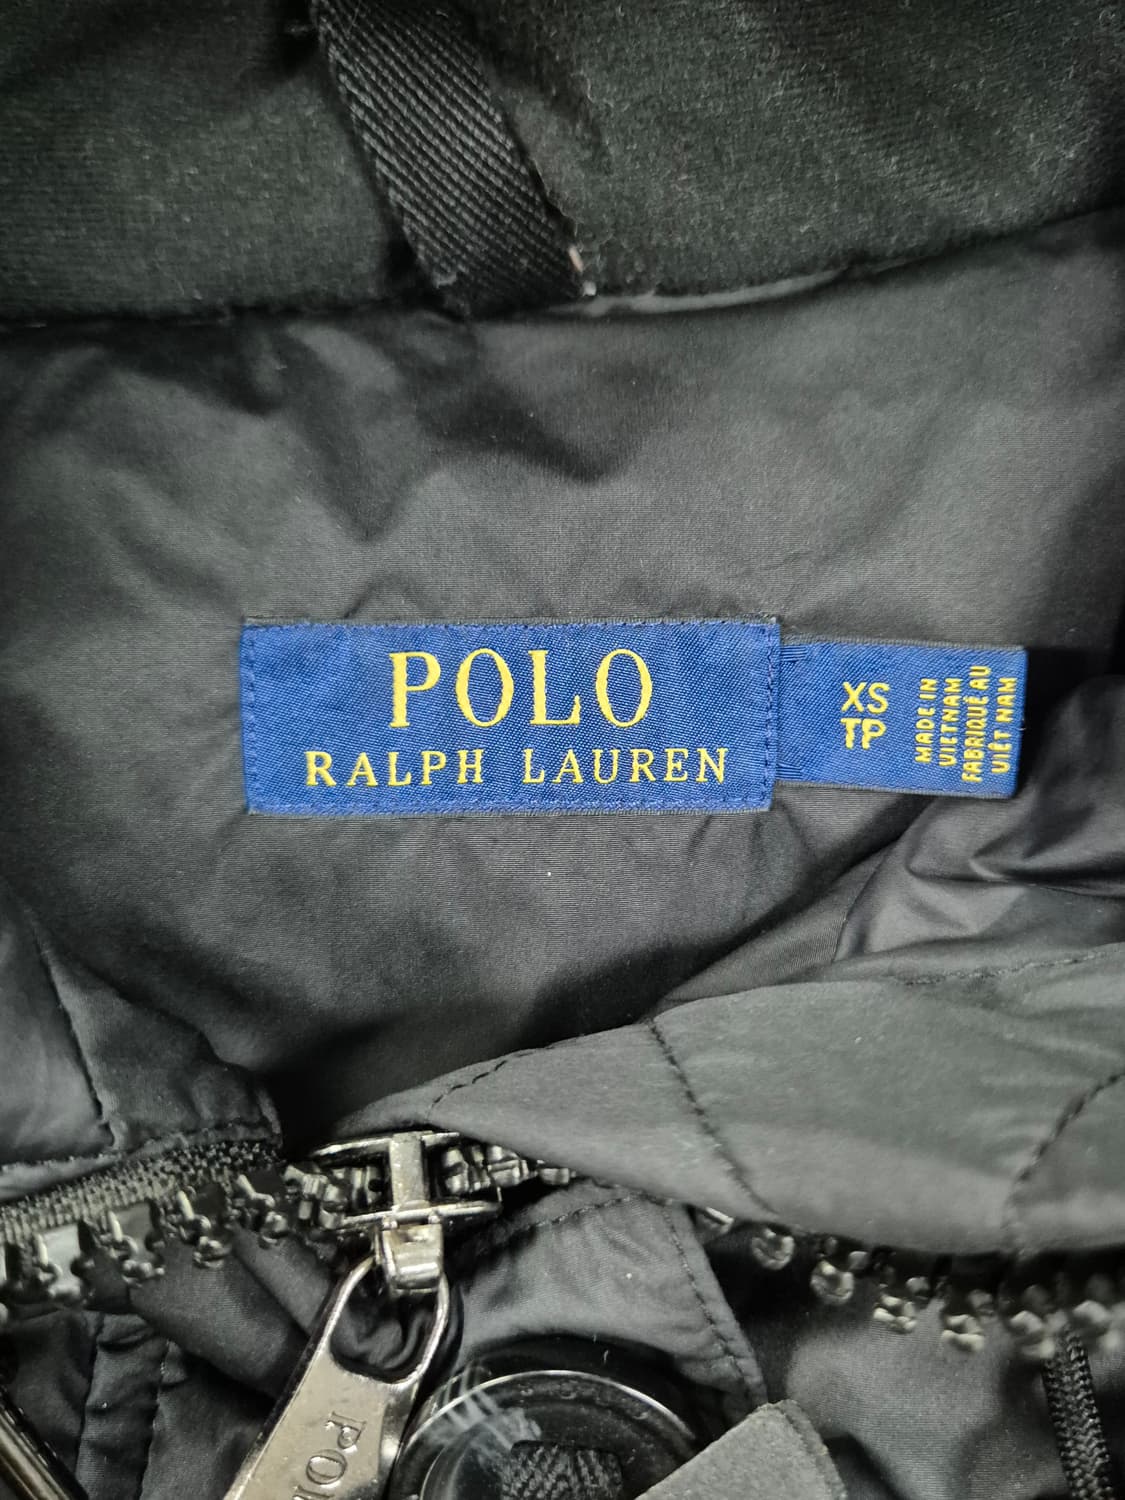 POLO
RALPH LAUREN
XS
TP
MADE IN
VIETNAM
FABRIQUÉ AU
VIÊT NAM